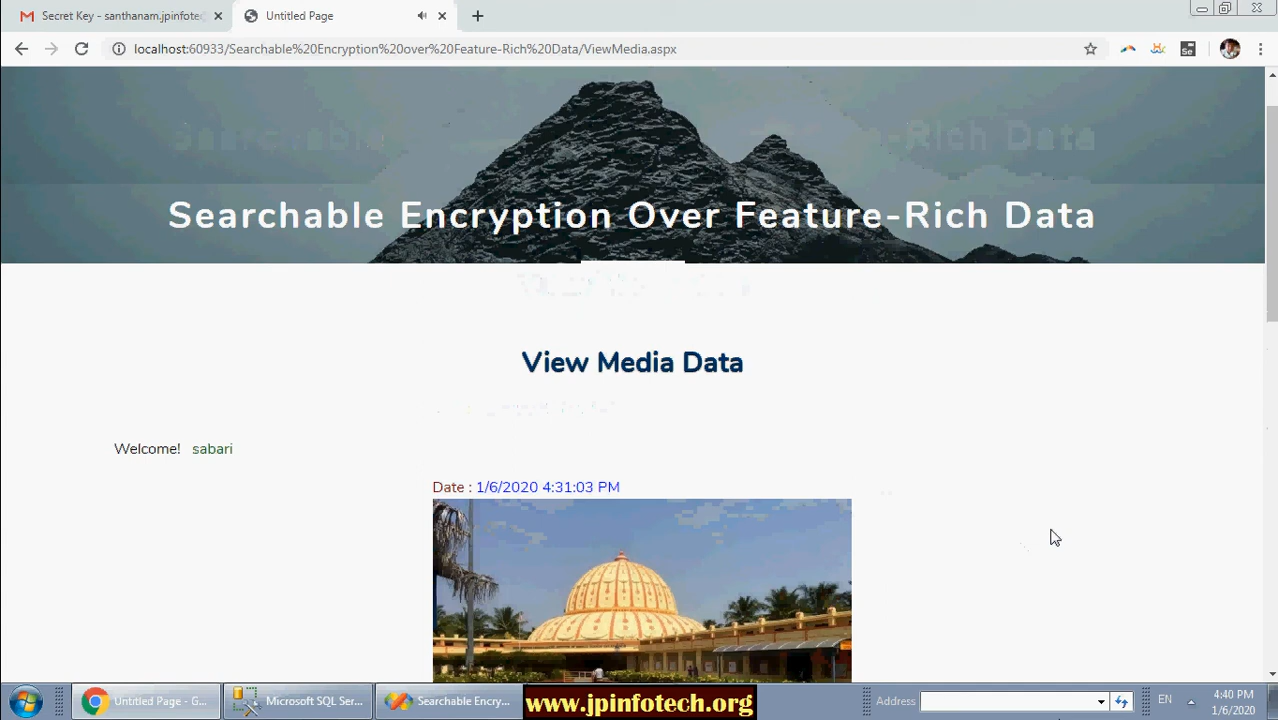 Secret Key - santhanam.jpinfotec
Untitled Page
localhost:60933/Searchable%20Encryption%20over%20Feature-Rich%20Data/ViewMedia.aspx
Se
Searchable Encryption Over Feature-Rich Data
View Media Data
Welcome! sabari
Date : 1/6/2020 4:31:03 PM
Untitled Page - G...
Microsoft SQL Ser...
Searchable Encry...
www.jpinfotech.org
Address
EN
4:40 PM
1/6/2020